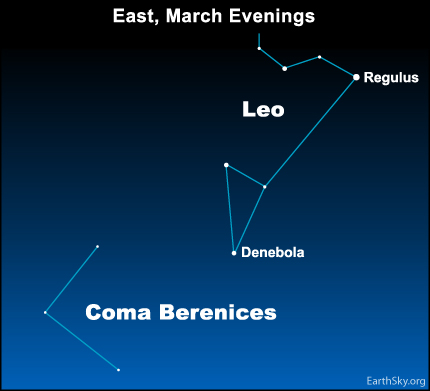 East, March Evenings
Regulus
Leo
Denebola
Coma Berenices
EarthSky.org